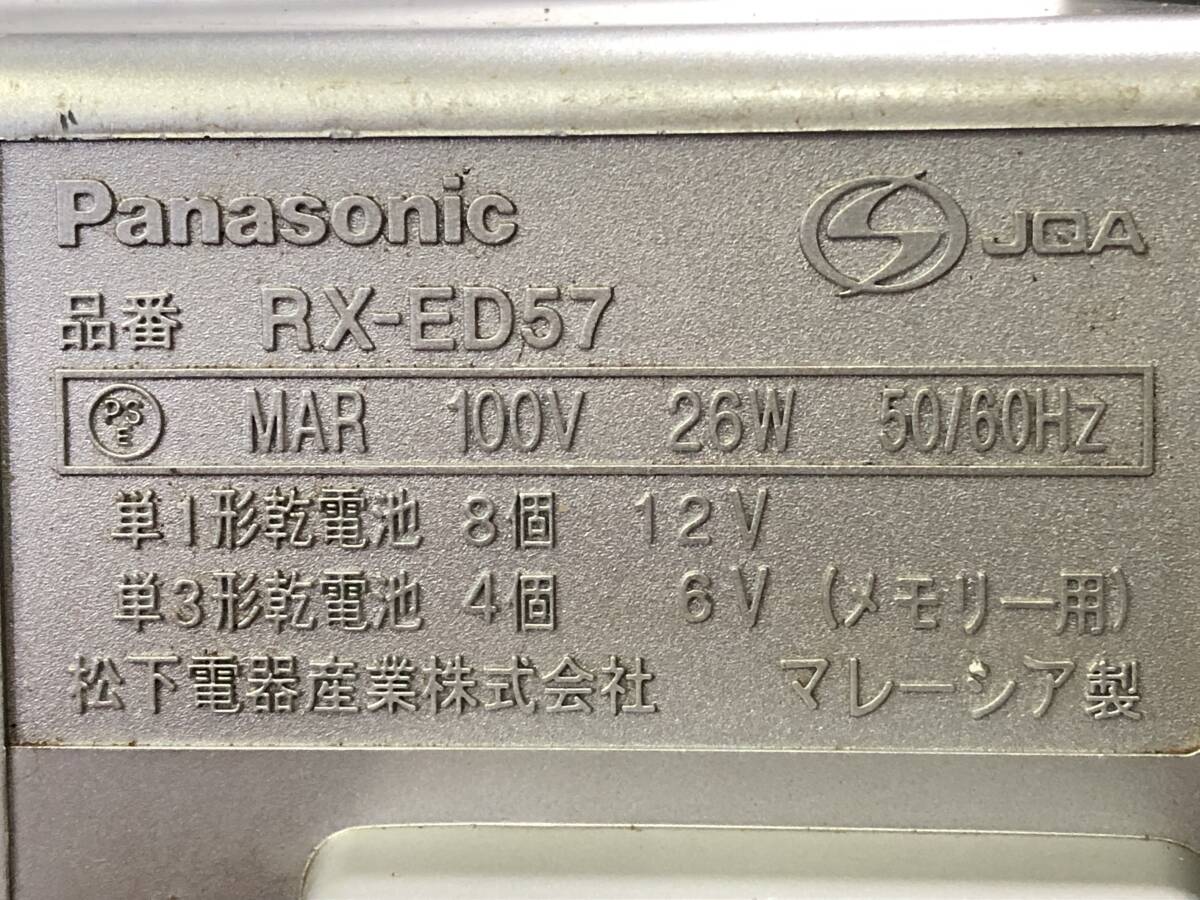 Panasonic JQA
品番 RX-ED57
PSE MAR 100V 26W 50/60Hz
単1形乾電池 8個 12V
単3形乾電池 4個 6V (メモリー用)
松下電器産業株式会社 マレーシア製